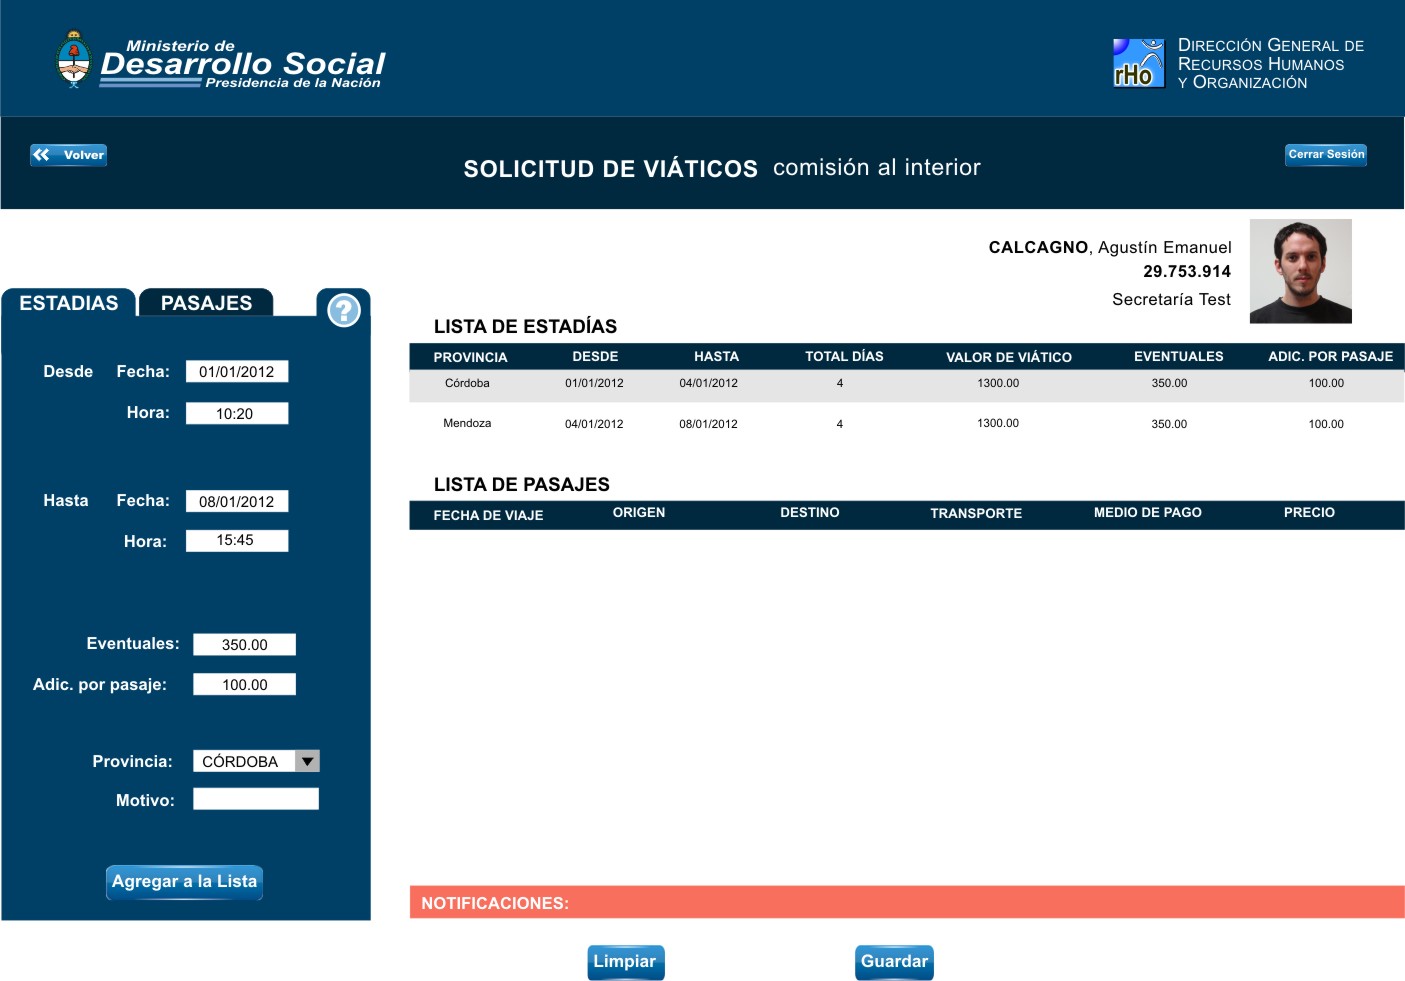 Ministerio de
Desarrollo Social
Presidencia de la Nación
rHo
DIRECCIÓN GENERAL DE
RECURSOS HUMANOS
Y ORGANIZACIÓN
Volver
SOLICITUD DE VIÁTICOS comisión al interior
Cerrar Sesión
CALCAGNO, Agustín Emanuel
29.753.914
Secretaría Test
ESTADIAS PASAJES ?
Desde Fecha: 01/01/2012
Hora: 10:20
Hasta Fecha: 08/01/2012
Hora: 15:45
Eventuales: 350.00
Adic. por pasaje: 100.00
Provincia: CÓRDOBA
Motivo:
Agregar a la Lista
LISTA DE ESTADÍAS
PROVINCIA DESDE HASTA TOTAL DÍAS VALOR DE VIÁTICO EVENTUALES ADIC. POR PASAJE
Córdoba 01/01/2012 04/01/2012 4 1300.00 350.00 100.00
Mendoza 04/01/2012 08/01/2012 4 1300.00 350.00 100.00
LISTA DE PASAJES
FECHA DE VIAJE ORIGEN DESTINO TRANSPORTE MEDIO DE PAGO PRECIO
NOTIFICACIONES:
Limpiar Guardar